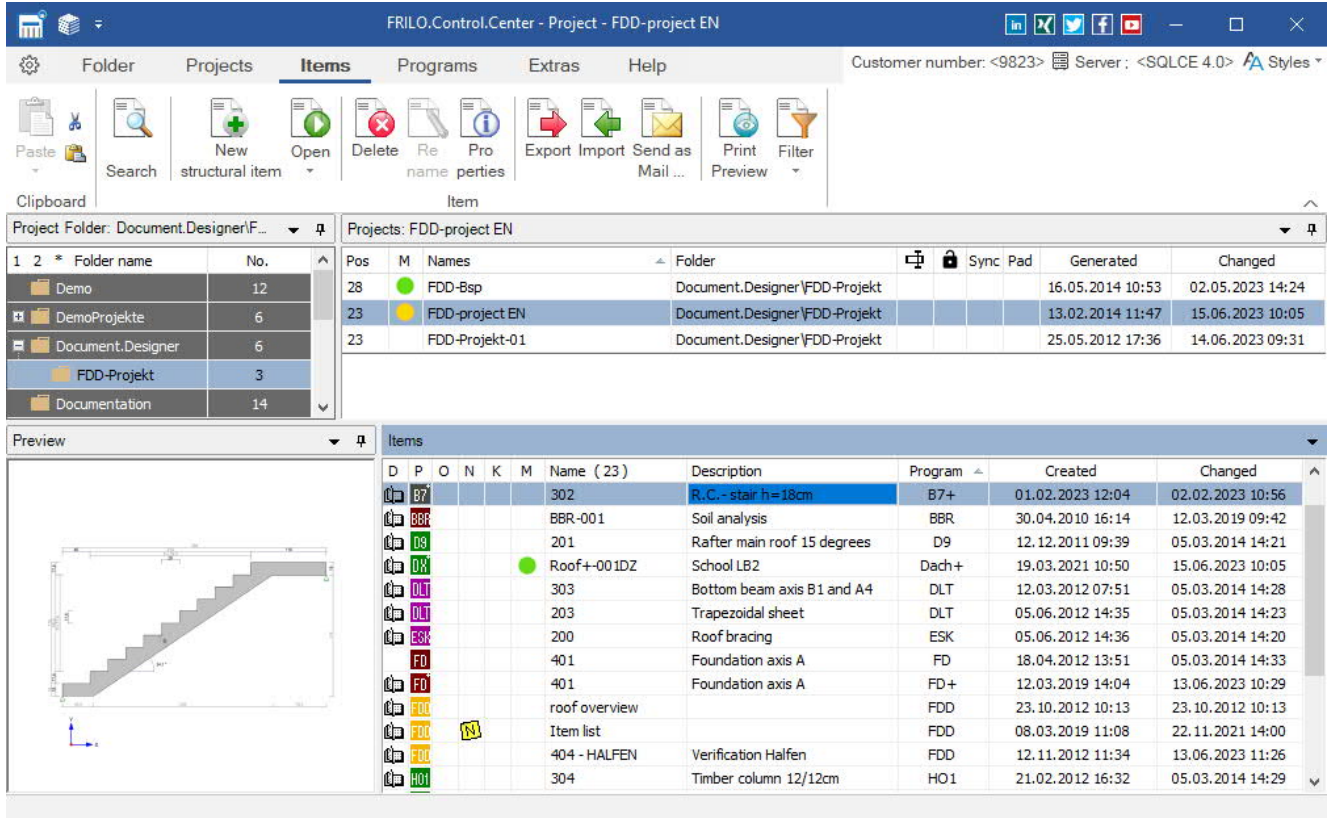 FRILO.Control.Center - Project - FDD-project EN
Folder Projects Items Programs Extras Help Customer number: <9823> Server ; <SQLCE 4.0> Styles
Paste Search New structural item Open Delete Re name Pro perties Export Import Send as Mail ... Print Preview Filter
Clipboard Item
Project Folder: Document.Designer\F... Projects: FDD-project EN
1 2 * Folder name No. Pos M Names Folder Sync Pad Generated Changed
Demo 12 28 FDD-Bsp Document.Designer\FDD-Projekt 16.05.2014 10:53 02.05.2023 14:24
DemoProjekte 6 23 FDD-project EN Document.Designer\FDD-Projekt 13.02.2014 11:47 15.06.2023 10:05
Document.Designer 6 23 FDD-Projekt-01 Document.Designer\FDD-Projekt 25.05.2012 17:36 14.06.2023 09:31
FDD-Projekt 3
Documentation 14
Preview Items
D P O N K M Name (23) Description Program Created Changed
B7 302 R.C.- stair h=18cm B7+ 01.02.2023 12:04 02.02.2023 10:56
BBR BBR-001 Soil analysis BBR 30.04.2010 16:14 12.03.2019 09:42
D9 201 Rafter main roof 15 degrees D9 12.12.2011 09:39 05.03.2014 14:21
DX Roof+-001DZ School LB2 Dach+ 19.03.2021 10:50 15.06.2023 10:05
DLT 303 Bottom beam axis B1 and A4 DLT 12.03.2012 07:51 05.03.2014 14:28
DLT 203 Trapezoidal sheet DLT 05.06.2012 14:35 05.03.2014 14:23
ESK 200 Roof bracing ESK 05.06.2012 14:36 05.03.2014 14:20
FD 401 Foundation axis A FD 18.04.2012 13:51 05.03.2014 14:33
FD 401 Foundation axis A FD+ 12.03.2019 14:04 13.06.2023 10:29
FDD roof overview FDD 23.10.2012 10:13 23.10.2012 10:13
FDD N Item list FDD 08.03.2019 11:08 22.11.2021 14:00
FDD 404 - HALFEN Verification Halfen FDD 12.11.2012 11:34 13.06.2023 11:26
HO1 304 Timber column 12/12cm HO1 21.02.2012 16:32 05.03.2014 14:29